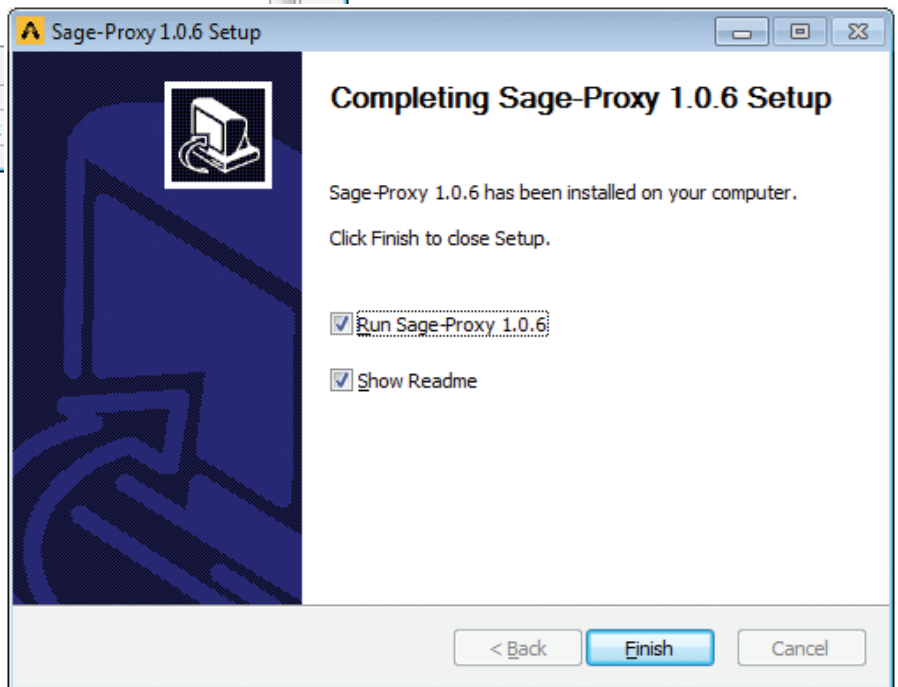 Sage-Proxy 1.0.6 Setup
Completing Sage-Proxy 1.0.6 Setup
Sage-Proxy 1.0.6 has been installed on your computer.
Click Finish to close Setup.
Run Sage-Proxy 1.0.6
Show Readme
< Back Finish Cancel